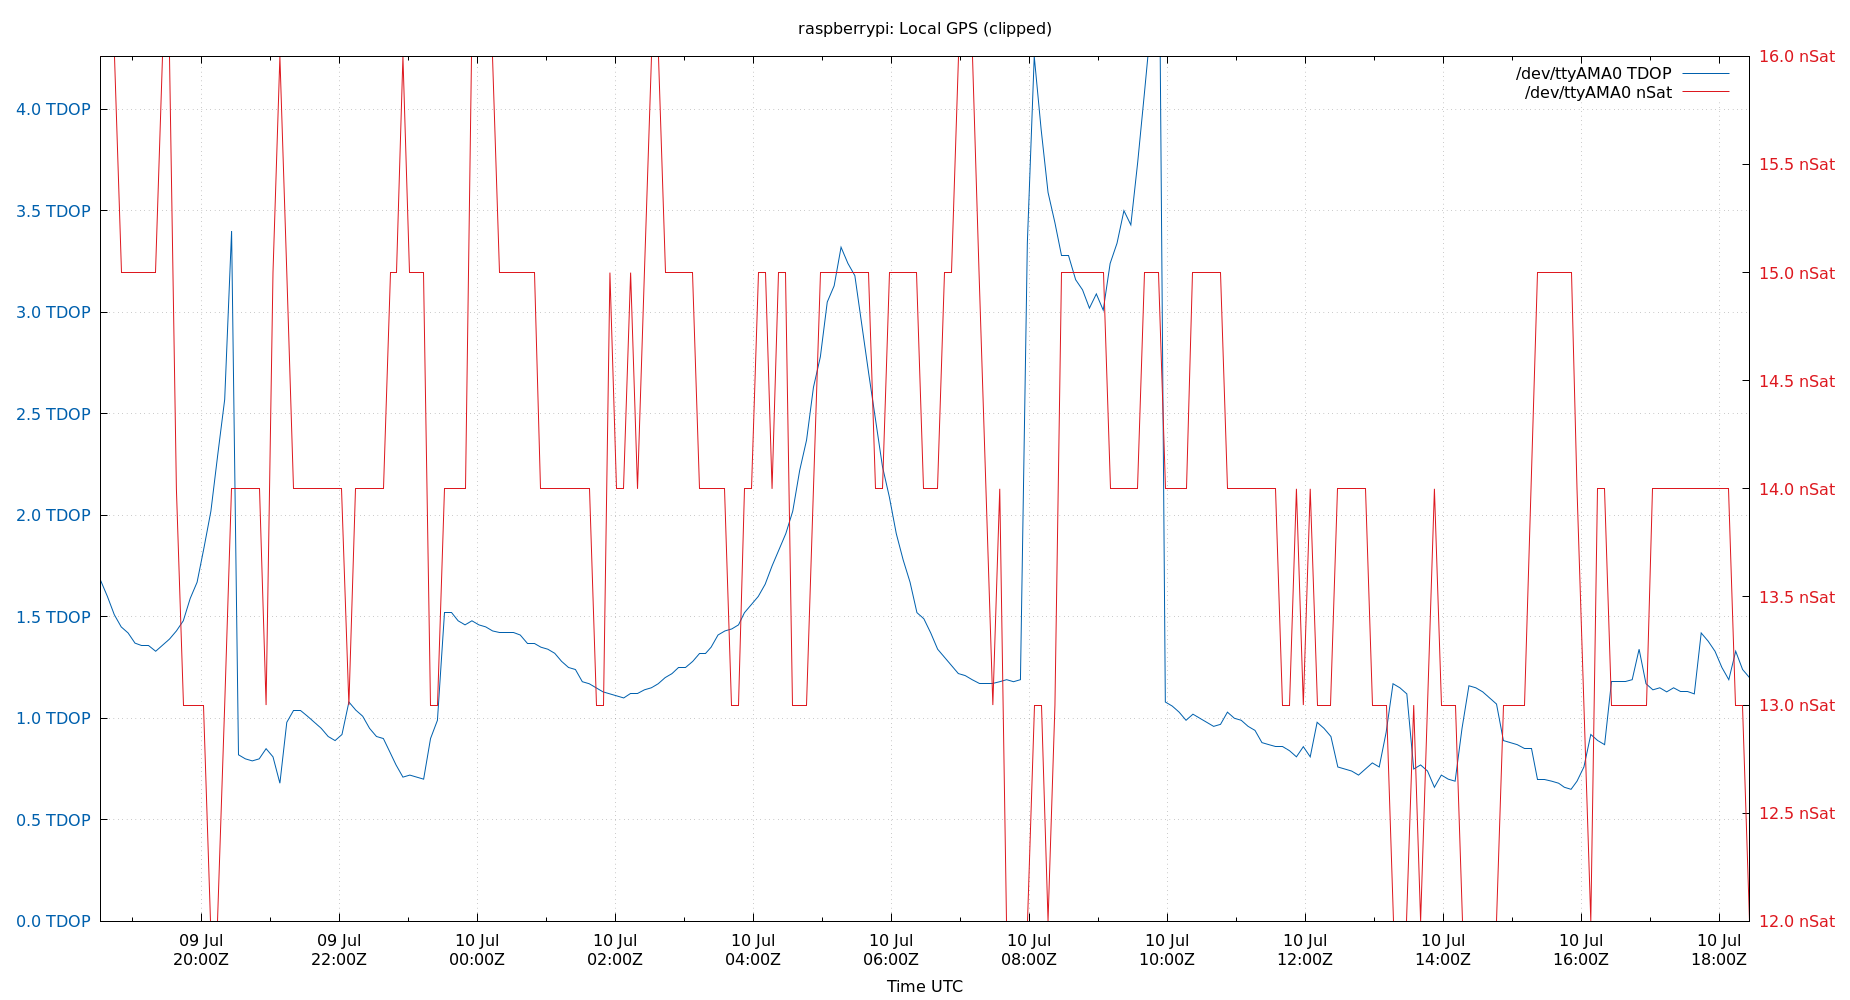 raspberrypi: Local GPS (clipped)
/dev/ttyAMA0 TDOP
/dev/ttyAMA0 nSat
4.0 TDOP
3.5 TDOP
3.0 TDOP
2.5 TDOP
2.0 TDOP
1.5 TDOP
1.0 TDOP
0.5 TDOP
0.0 TDOP
16.0 nSat
15.5 nSat
15.0 nSat
14.5 nSat
14.0 nSat
13.5 nSat
13.0 nSat
12.5 nSat
12.0 nSat
09 Jul
20:00Z
09 Jul
22:00Z
10 Jul
00:00Z
10 Jul
02:00Z
10 Jul
04:00Z
10 Jul
06:00Z
10 Jul
08:00Z
10 Jul
10:00Z
10 Jul
12:00Z
10 Jul
14:00Z
10 Jul
16:00Z
10 Jul
18:00Z
Time UTC